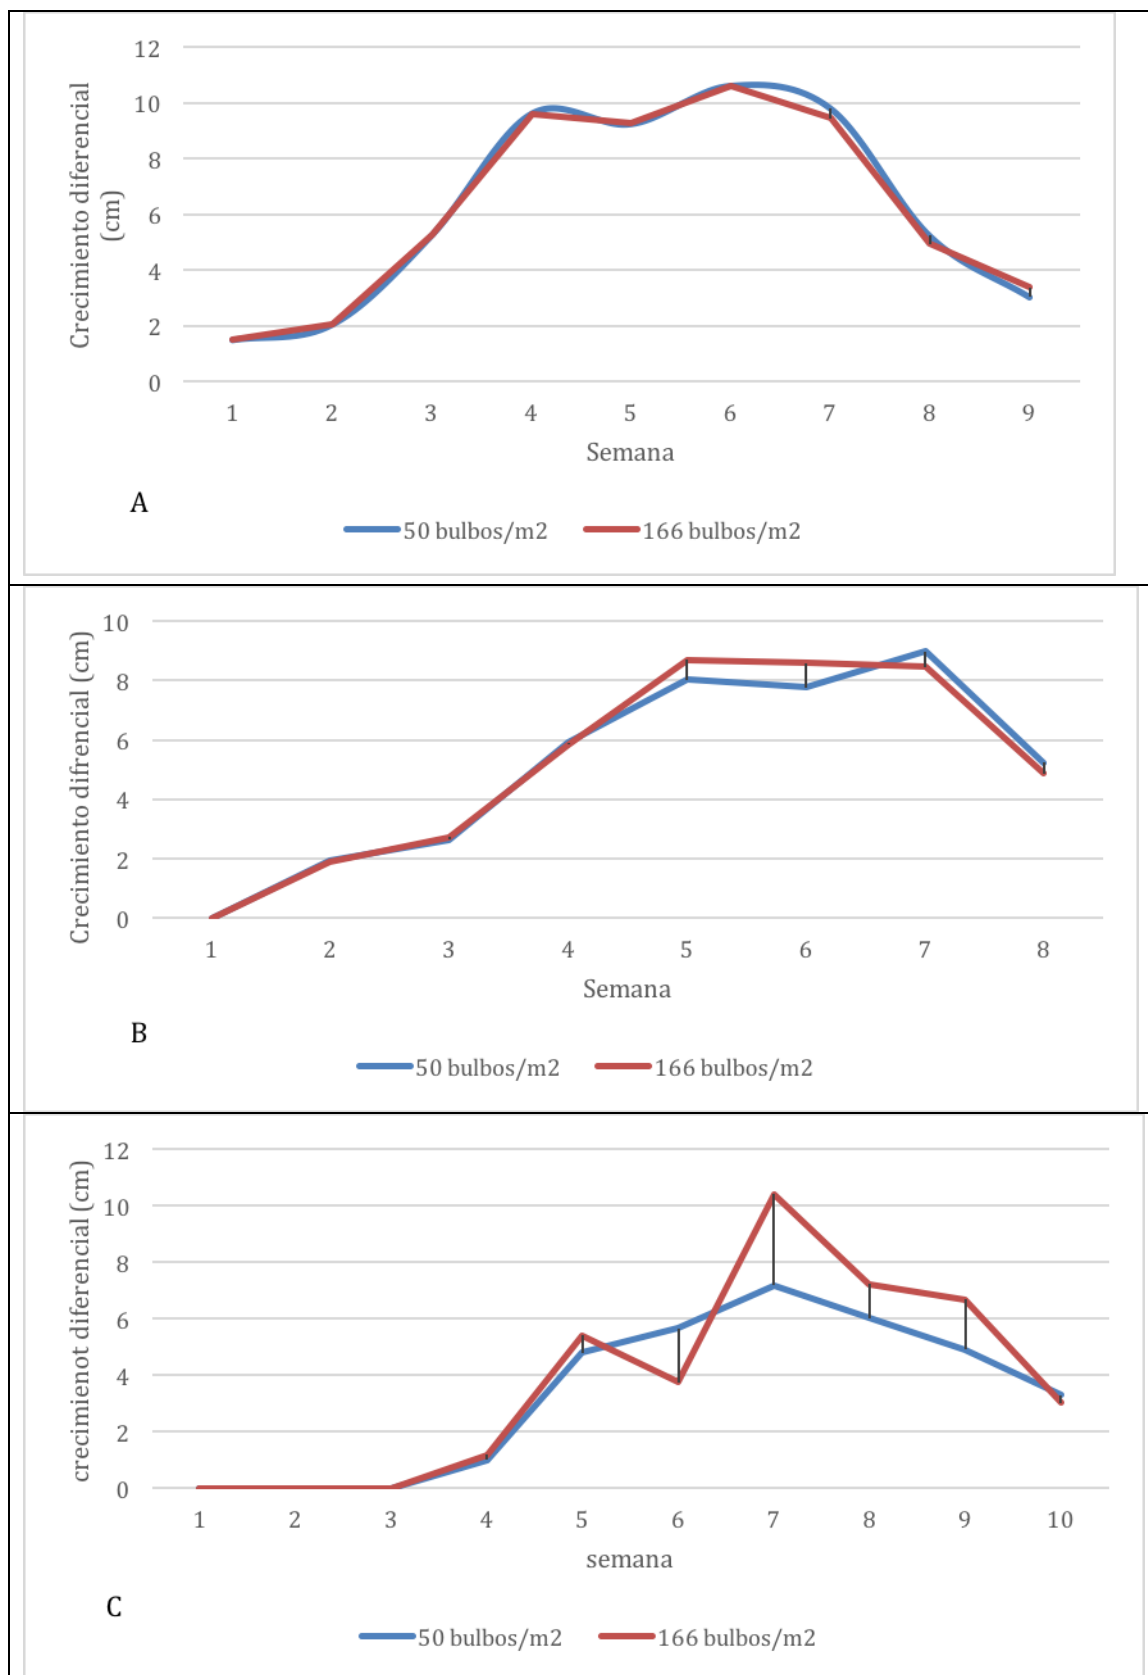 12
10
8
6
4
2
0
Crecimiento diferencial
(cm)
1 2 3 4 5 6 7 8 9
Semana
A
50 bulbos/m2 166 bulbos/m2
10
8
6
4
2
0
Crecimiento difrencial (cm)
1 2 3 4 5 6 7 8
Semana
B
50 bulbos/m2 166 bulbos/m2
12
10
8
6
4
2
0
crecimienot diferencial (cm)
1 2 3 4 5 6 7 8 9 10
semana
C
50 bulbos/m2 166 bulbos/m2